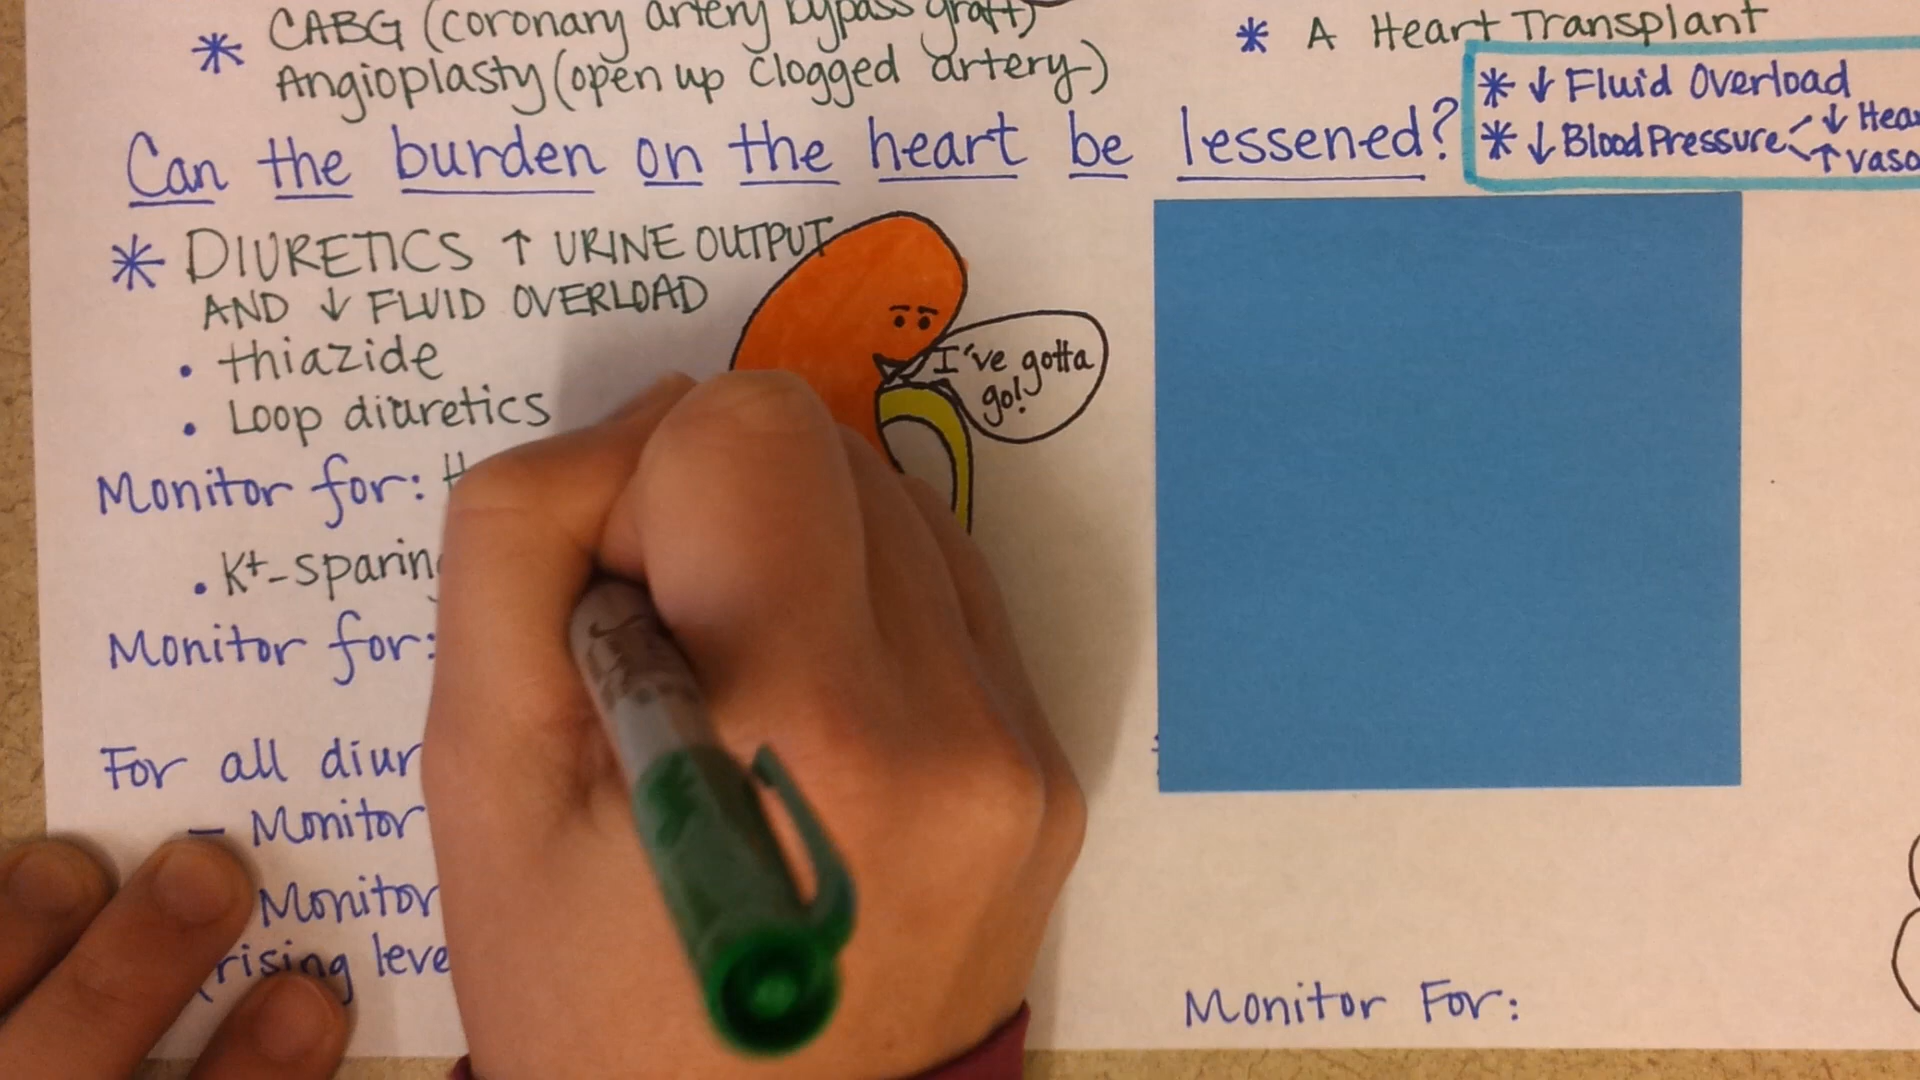 * CABG (coronary artery bypass graft)
Angioplasty (open up clogged artery)
* A Heart Transplant
* ↓ Fluid Overload
* ↓ Blood Pressure ↓
↑
Can the burden on the heart be lessened?
* DIURETICS ↑ URINE OUTPUT
AND ↓ FLUID OVERLOAD
• thiazide
• Loop diuretics
I've gotta
go!
Monitor for: H
• K+-sparing
Monitor for:
For all diur
- Monitor
Monitor
(rising leve
Monitor For: